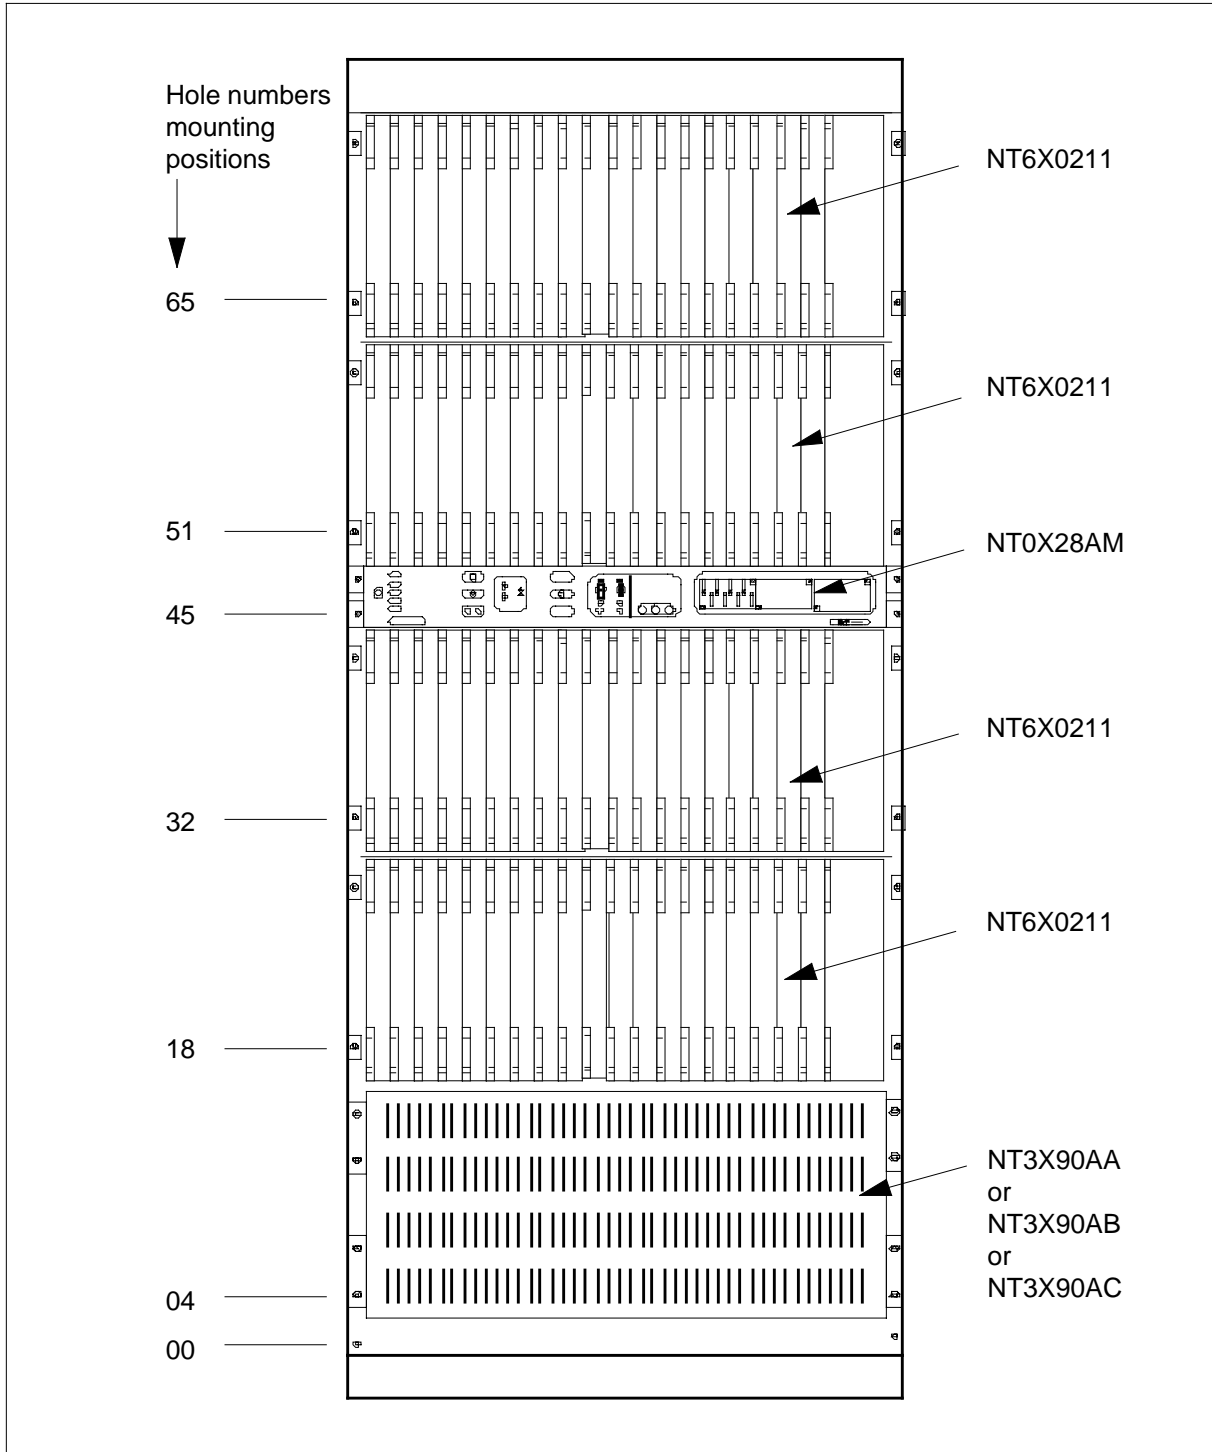 Hole numbers
mounting
positions
NT6X0211
65
NT6X0211
51
NT0X28AM
45
NT6X0211
32
NT6X0211
18
NT3X90AA
or
NT3X90AB
or
NT3X90AC
04
00